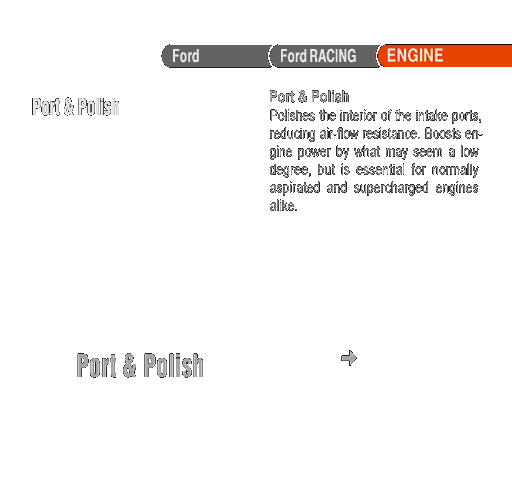 Ford
Ford RACING
ENGINE
Port & Polish
Port & Polish
Polishes the interior of the intake ports,
reducing air-flow resistance. Boosts en-
gine power by what may seem a low
degree, but is essential for normally
aspirated and supercharged engines
alike.
Port & Polish